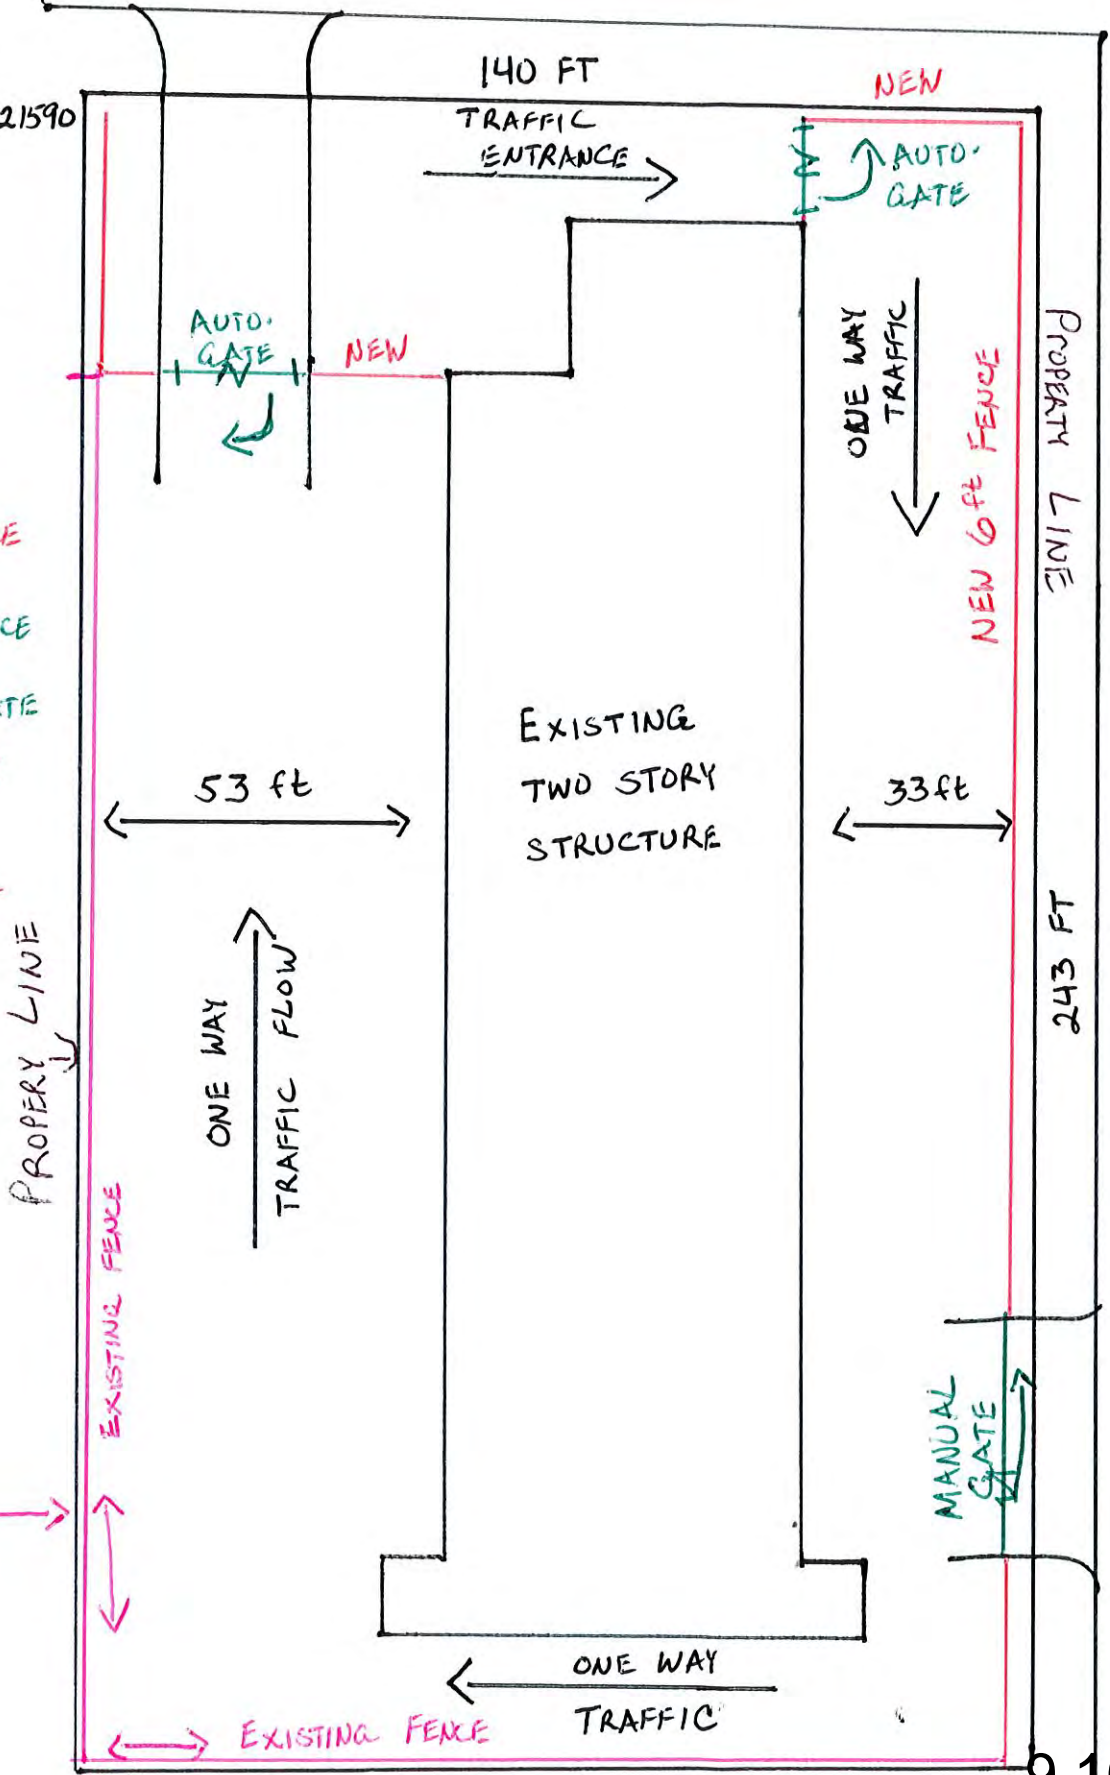 140 FT
NEW
21590
TRAFFIC
ENTRANCE
AUTO.
GATE
AUTO.
GATE
NEW
ONE WAY
TRAFFIC
NEW 6ft FENCE
PROPERTY LINE
EXISTING
TWO STORY
STRUCTURE
53 ft
33ft
243 FT
PROPERY LINE
ONE WAY
TRAFFIC FLOW
EXISTING FENCE
MANUAL
GATE
ONE WAY
TRAFFIC
EXISTING FENCE